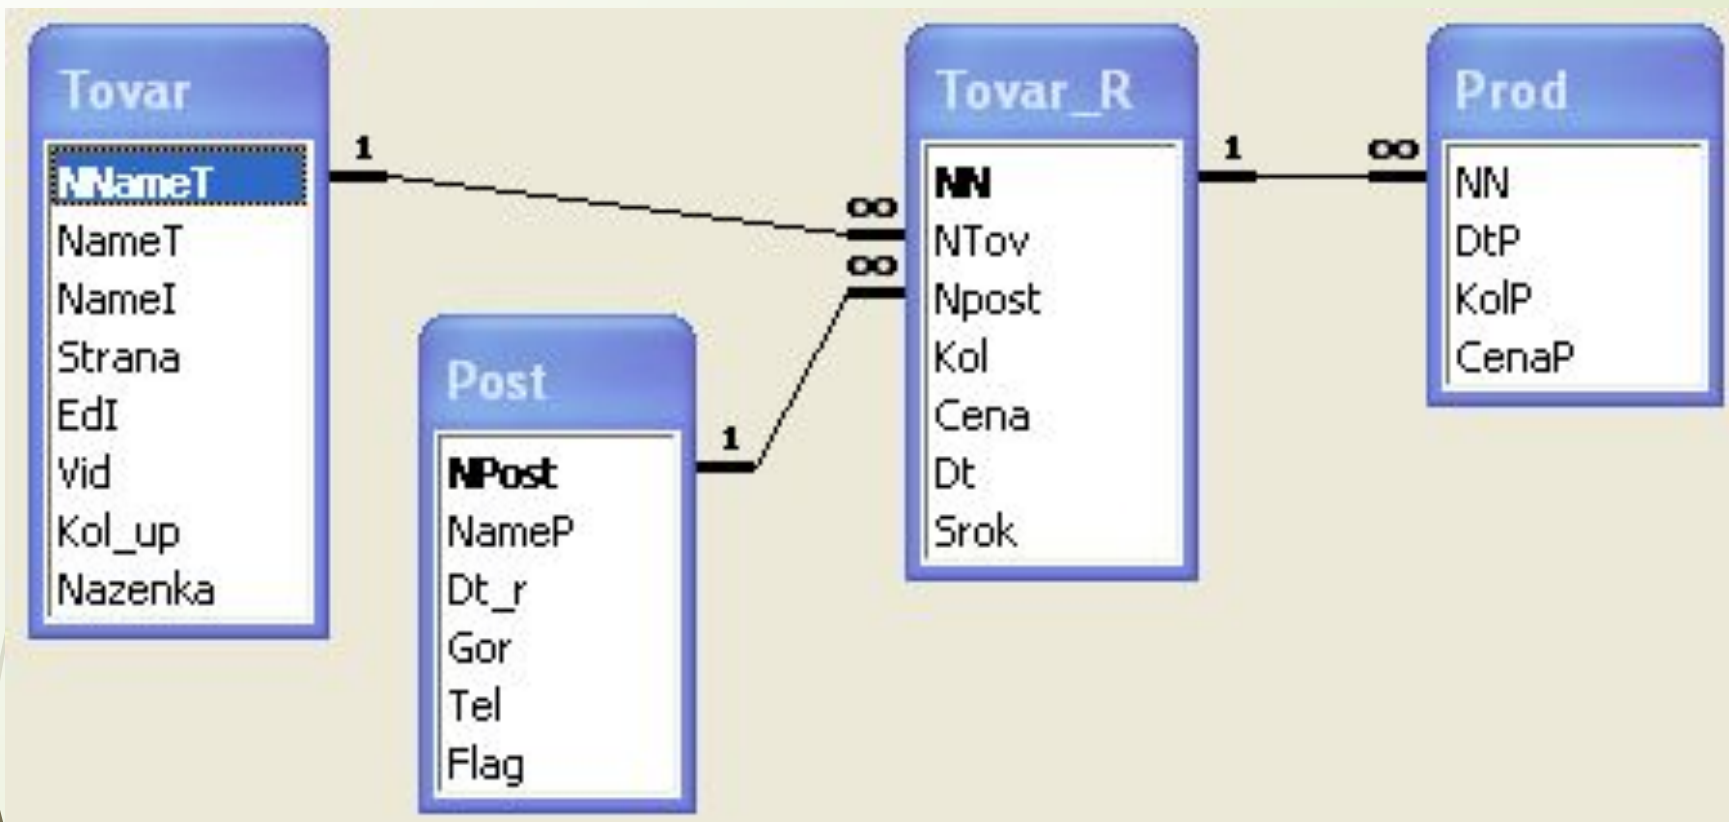 Tovar
NNameT
NameT
NameI
Strana
EdI
Vid
Kol_up
Nazenka
1
∞
Post
NPost
NameP
Dt_r
Gor
Tel
Flag
1
∞
Tovar_R
NN
NTov
Npost
Kol
Cena
Dt
Srok
1
∞
Prod
NN
DtP
KolP
CenaP